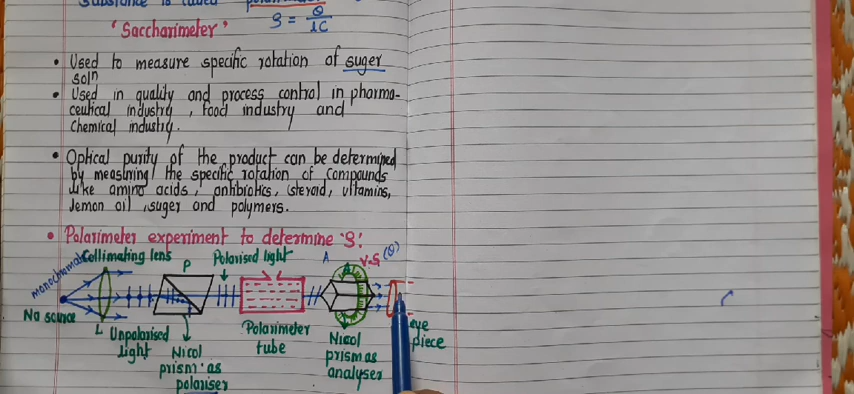 Substance is called
'Saccharimeter' S = θ/lC
• Used to measure specific rotation of suger
soln
• Used in quality and process control in pharma-
ceutical industry, food industry and
chemical industry.
• Optical purity of the product can be determined
by measuring the specific rotation of compounds
like amino acids, antibiotics, steroid, vitamins,
lemon oil, suger and polymers.
• Polarimeter experiment to determine 'S':
Collimating lens
P
Polarised light
A
V.S (θ)
Na source
L
Unpolarised
light
Nicol
prism as
polariser
Polarimeter
tube
Nicol
prism as
analyser
eye
piece